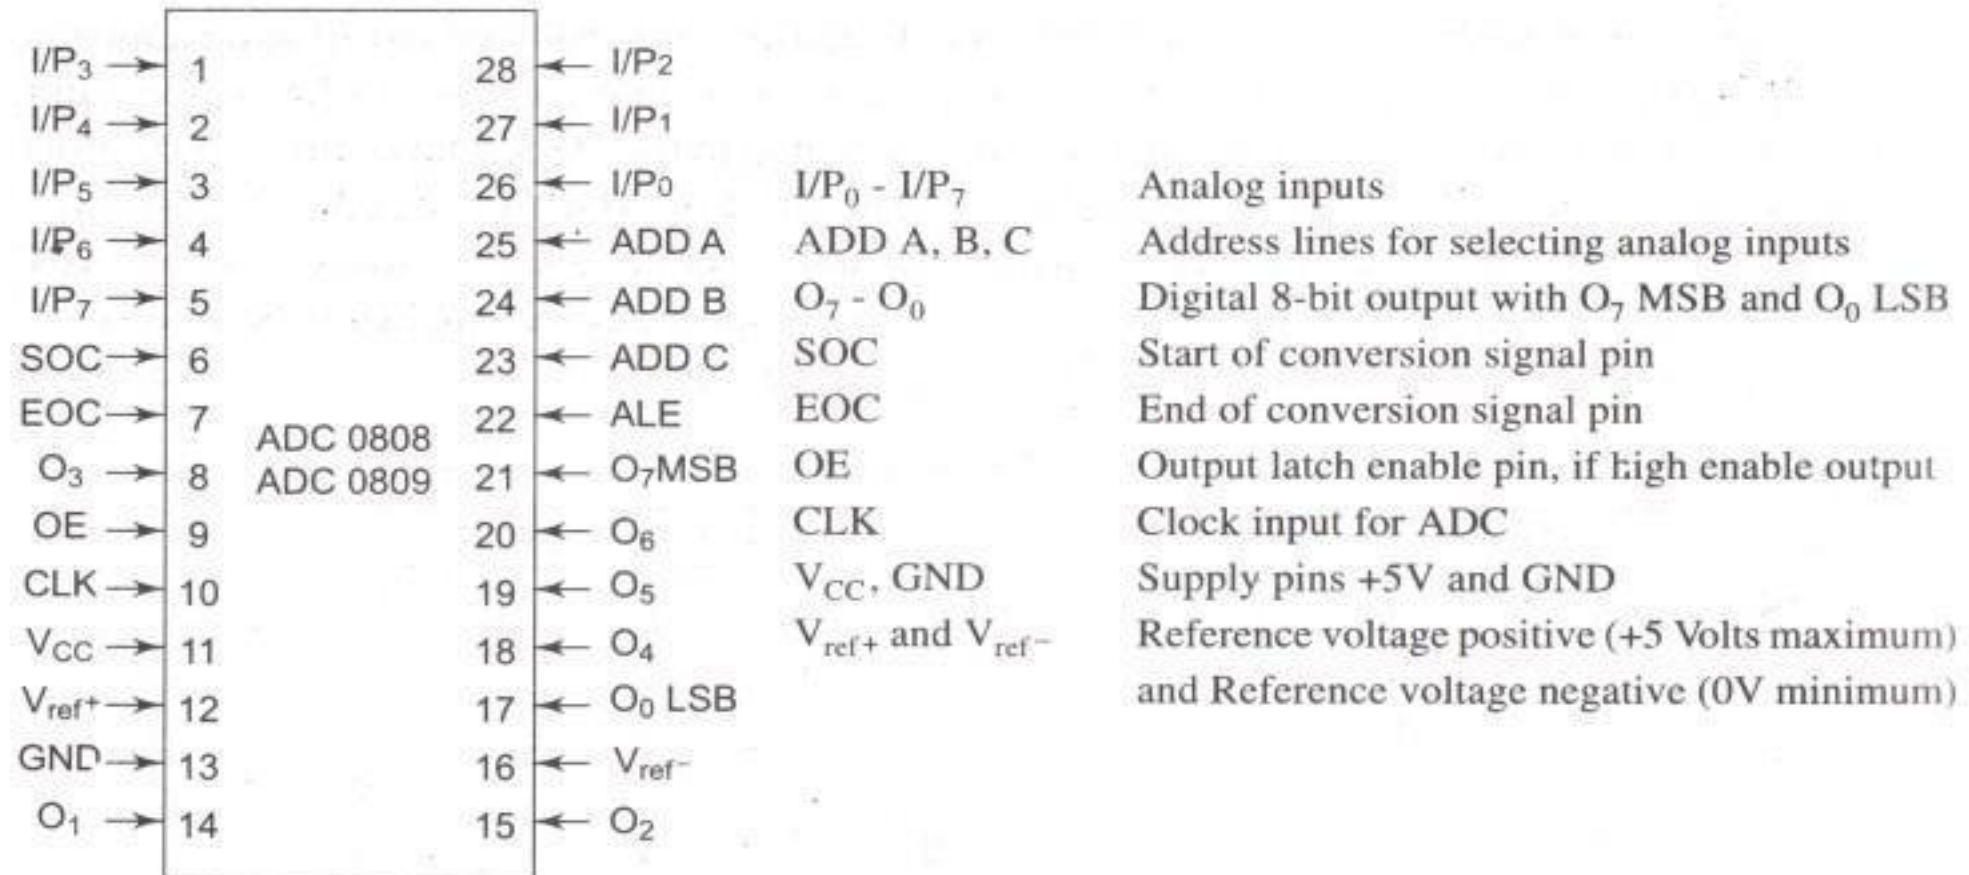 I/P₃ 1 28 I/P2
I/P₄ 2 27 I/P1
I/P₅ 3 26 I/P0 I/P₀ - I/P₇ Analog inputs
I/P₆ 4 25 ADD A ADD A, B, C Address lines for selecting analog inputs
I/P₇ 5 24 ADD B O₇ - O₀ Digital 8-bit output with O₇ MSB and O₀ LSB
SOC 6 23 ADD C SOC Start of conversion signal pin
EOC 7 22 ALE EOC End of conversion signal pin
ADC 0808
O₃ 8 21 O₇MSB OE Output latch enable pin, if high enable output
ADC 0809
OE 9 20 O₆ CLK Clock input for ADC
CLK 10 19 O₅ V_CC, GND Supply pins +5V and GND
V_CC 11 18 O₄ V_ref+ and V_ref− Reference voltage positive (+5 Volts maximum)
V_ref+ 12 17 O₀ LSB and Reference voltage negative (0V minimum)
GND 13 16 V_ref−
O₁ 14 15 O₂